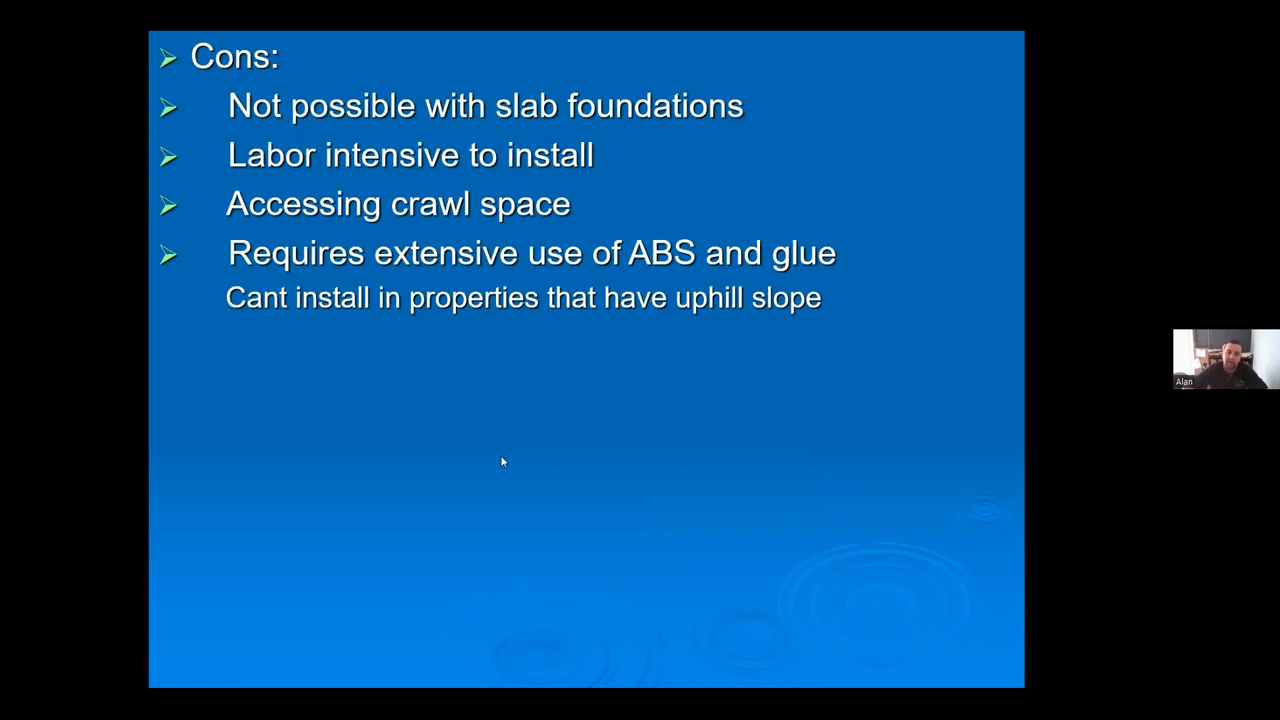 Cons:
Not possible with slab foundations
Labor intensive to install
Accessing crawl space
Requires extensive use of ABS and glue
Cant install in properties that have uphill slope
Alan